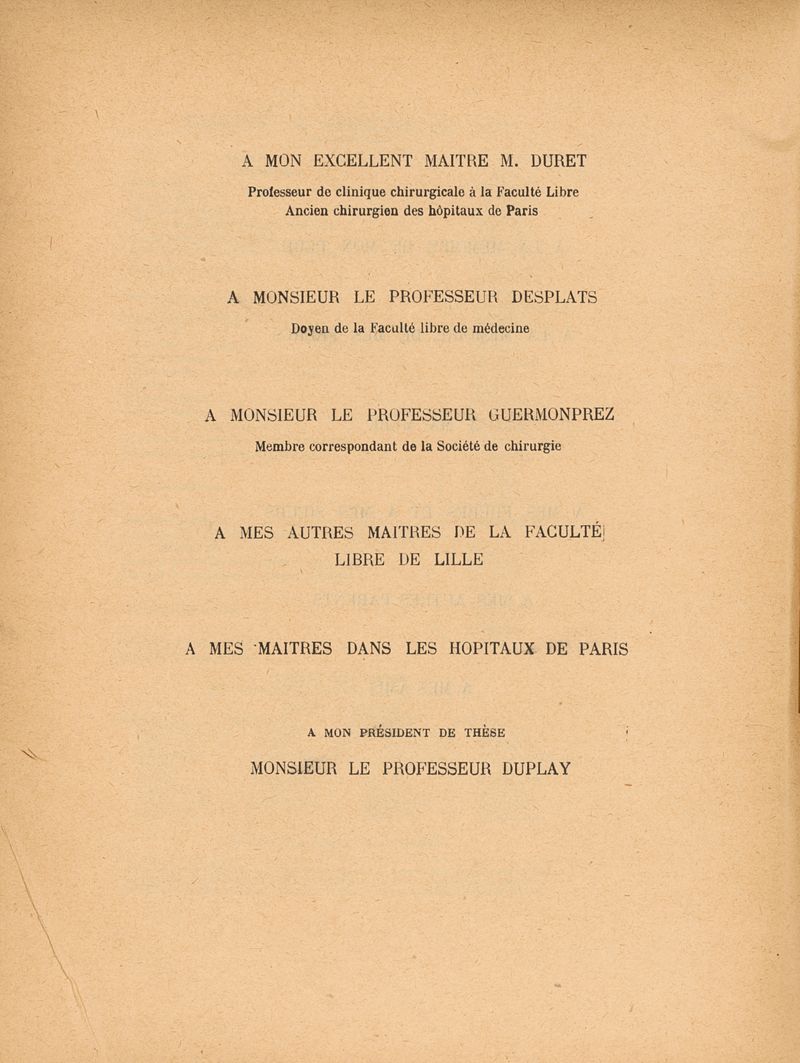 A MON EXCELLENT MAITRE M. DURET
Professeur de clinique chirurgicale à la Faculté Libre
Ancien chirurgien des hôpitaux de Paris
A MONSIEUR LE PROFESSEUR DESPLATS
Doyen de la Faculté libre de médecine
A MONSIEUR LE PROFESSEUR GUERMONPREZ
Membre correspondant de la Société de chirurgie
A MES AUTRES MAITRES DE LA FACULTÉ
LIBRE DE LILLE
A MES MAITRES DANS LES HOPITAUX DE PARIS
A MON PRÉSIDENT DE THÈSE
MONSIEUR LE PROFESSEUR DUPLAY